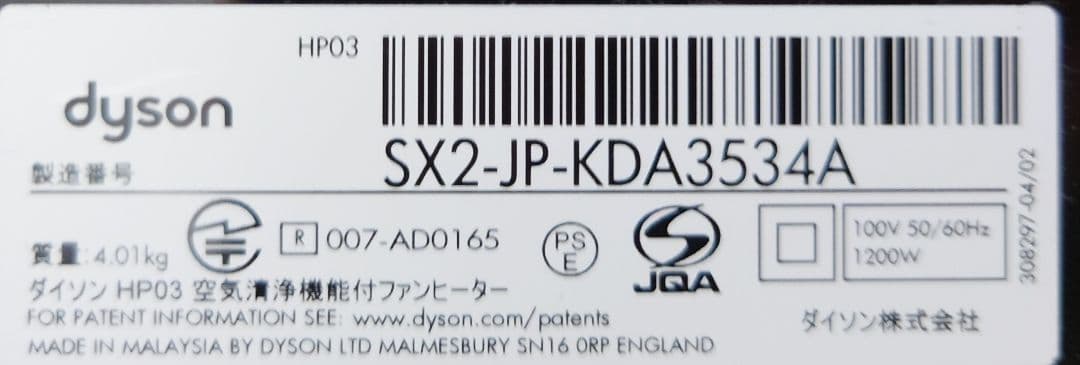 HP03
dyson
SX2-JP-KDA3534A
製造番号
308297-04/02
質量:4.01kg
R 007-AD0165
PS
E
JQA
100V 50/60Hz
1200W
ダイソン HP03 空気清浄機能付ファンヒーター
FOR PATENT INFORMATION SEE: www.dyson.com/patents
ダイソン株式会社
MADE IN MALAYSIA BY DYSON LTD MALMESBURY SN16 0RP ENGLAND